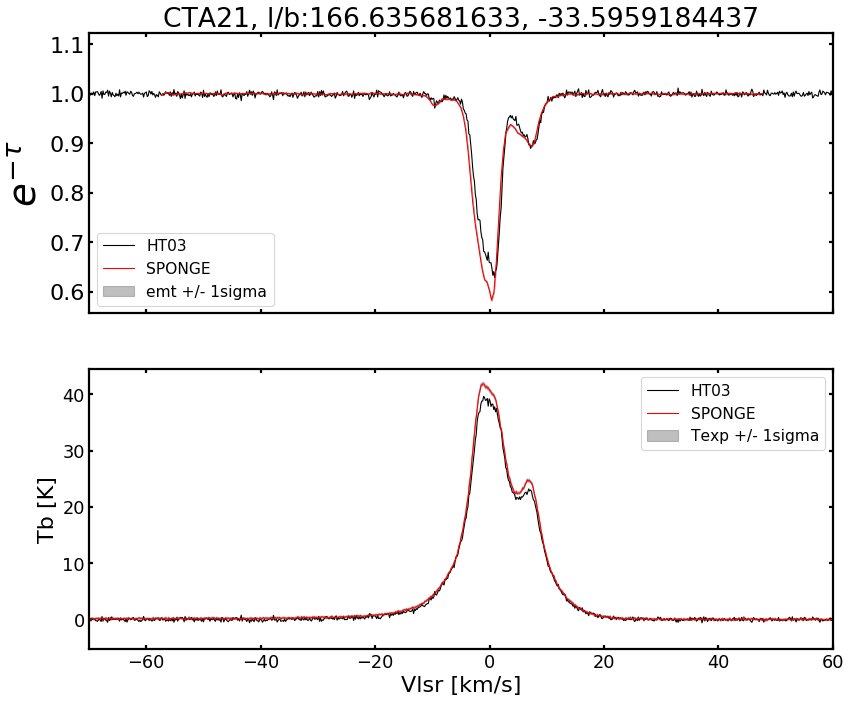 CTA21, l/b:166.635681633, -33.5959184437
1.1
1.0
0.9
0.8
0.7
0.6
e^{-τ}
HT03
SPONGE
emt +/- 1sigma
40
30
20
10
0
Tb [K]
HT03
SPONGE
Texp +/- 1sigma
−60 −40 −20 0 20 40 60
Vlsr [km/s]